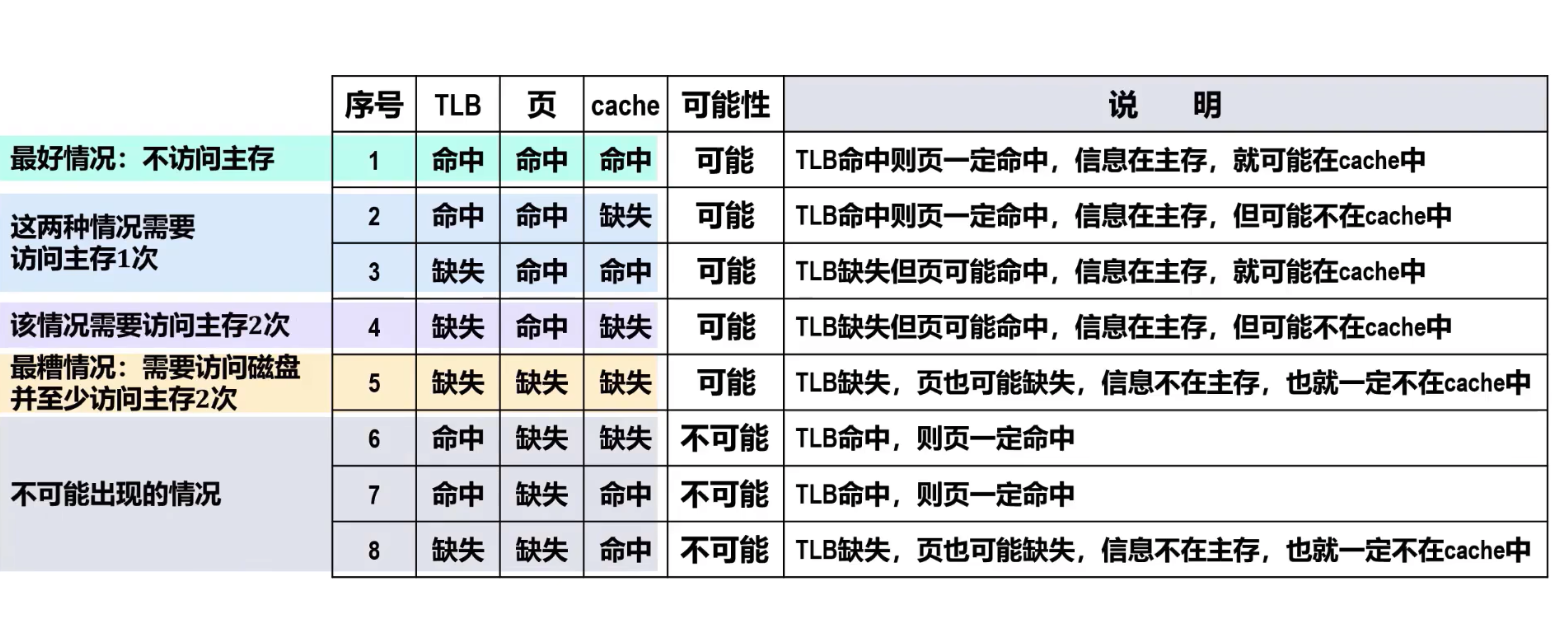 序号 TLB 页 cache 可能性 说 明
最好情况：不访问主存 1 命中 命中 命中 可能 TLB命中则页一定命中，信息在主存，就可能在cache中
这两种情况需要
访问主存1次
2 命中 命中 缺失 可能 TLB命中则页一定命中，信息在主存，但可能不在cache中
3 缺失 命中 命中 可能 TLB缺失但页可能命中，信息在主存，就可能在cache中
该情况需要访问主存2次 4 缺失 命中 缺失 可能 TLB缺失但页可能命中，信息在主存，但可能不在cache中
最糟情况：需要访问磁盘
并至少访问主存2次
5 缺失 缺失 缺失 可能 TLB缺失，页也可能缺失，信息不在主存，也就一定不在cache中
6 命中 缺失 缺失 不可能 TLB命中，则页一定命中
不可能出现的情况 7 命中 缺失 命中 不可能 TLB命中，则页一定命中
8 缺失 缺失 命中 不可能 TLB缺失，页也可能缺失，信息不在主存，也就一定不在cache中